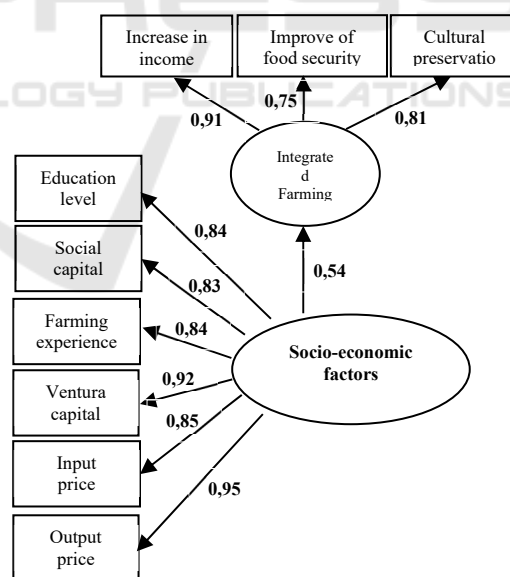 Increase in
income
Improve of
food security
Cultural
preservatio
LOGY PUBLICATIONS
0,91
0,75
0,81
Integrate
d
Farming
Education
level
0,84
Social
capital
0,83
0,54
Farming
experience
0,84
Socio-economic
factors
Ventura
capital
0,92
0,85
Input
price
0,95
Output
price